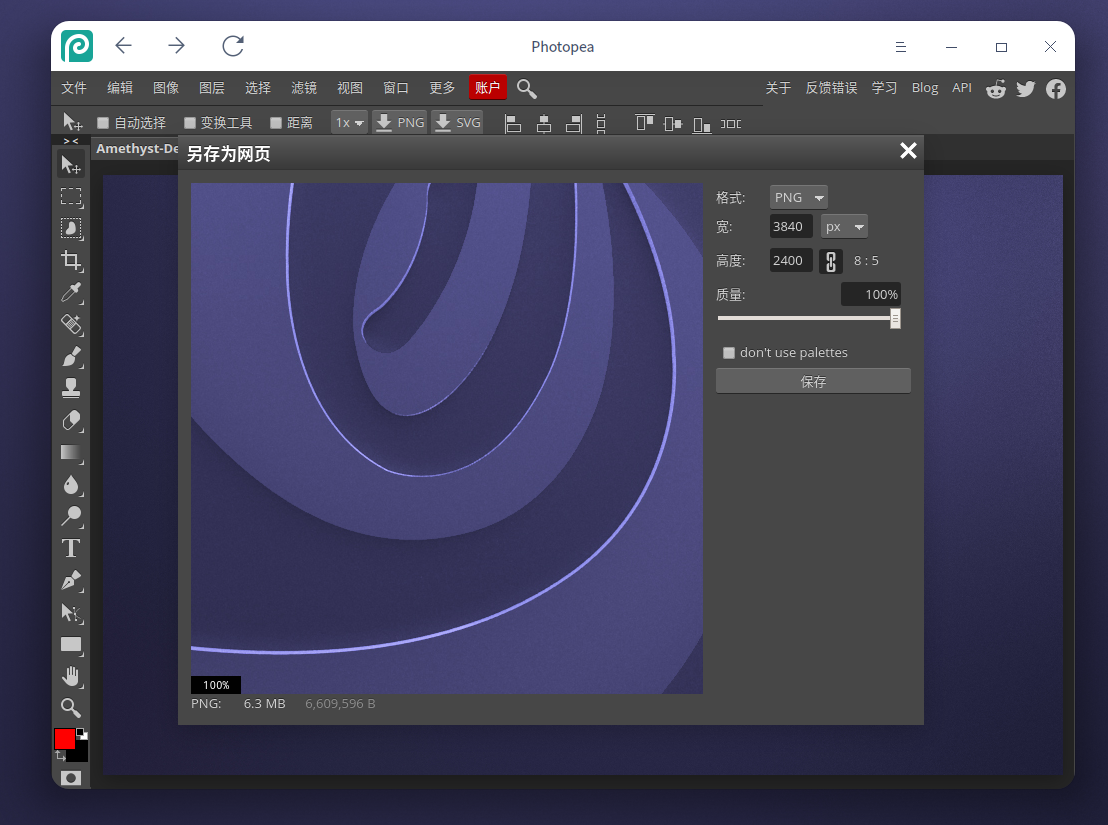 Photopea
文件 编辑 图像 图层 选择 滤镜 视图 窗口 更多 账户 关于 反馈错误 学习 Blog API
自动选择 变换工具 距离 1x PNG SVG
> <
Amethyst-De
另存为网页
格式: PNG
宽: 3840 px
高度: 2400 8 : 5
质量: 100%
don't use palettes
保存
100%
PNG: 6.3 MB 6,609,596 B